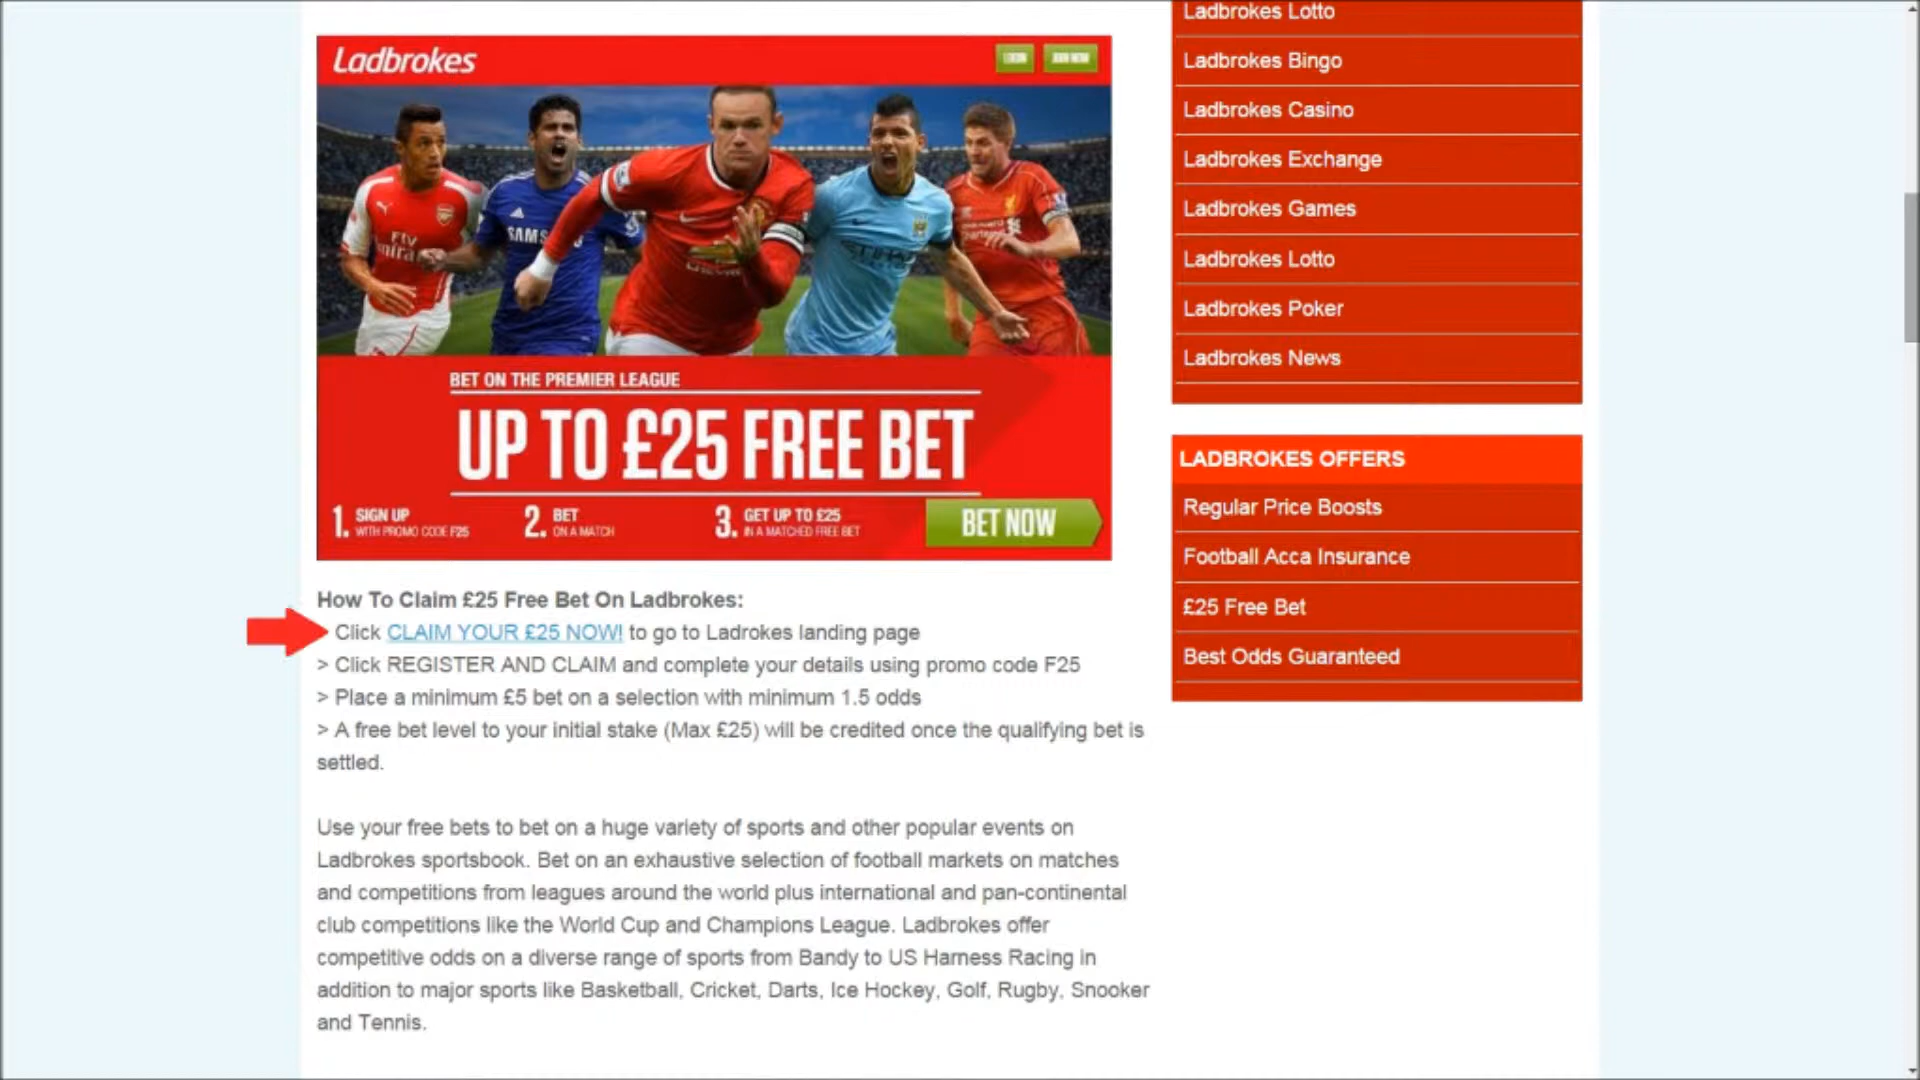 Ladbrokes
LOGIN
JOIN NOW
Fly
Emirates
SAMS
CHEVROLET
ETIHAD
BET ON THE PREMIER LEAGUE
UP TO £25 FREE BET
1. SIGN UP
WITH PROMO CODE F25
2. BET
ON A MATCH
3. GET UP TO £25
IN A MATCHED FREE BET
BET NOW
How To Claim £25 Free Bet On Ladbrokes:
Click CLAIM YOUR £25 NOW! to go to Ladrokes landing page
> Click REGISTER AND CLAIM and complete your details using promo code F25
> Place a minimum £5 bet on a selection with minimum 1.5 odds
> A free bet level to your initial stake (Max £25) will be credited once the qualifying bet is
settled.
Use your free bets to bet on a huge variety of sports and other popular events on
Ladbrokes sportsbook. Bet on an exhaustive selection of football markets on matches
and competitions from leagues around the world plus international and pan-continental
club competitions like the World Cup and Champions League. Ladbrokes offer
competitive odds on a diverse range of sports from Bandy to US Harness Racing in
addition to major sports like Basketball, Cricket, Darts, Ice Hockey, Golf, Rugby, Snooker
and Tennis.
Ladbrokes Lotto
Ladbrokes Bingo
Ladbrokes Casino
Ladbrokes Exchange
Ladbrokes Games
Ladbrokes Lotto
Ladbrokes Poker
Ladbrokes News
LADBROKES OFFERS
Regular Price Boosts
Football Acca Insurance
£25 Free Bet
Best Odds Guaranteed